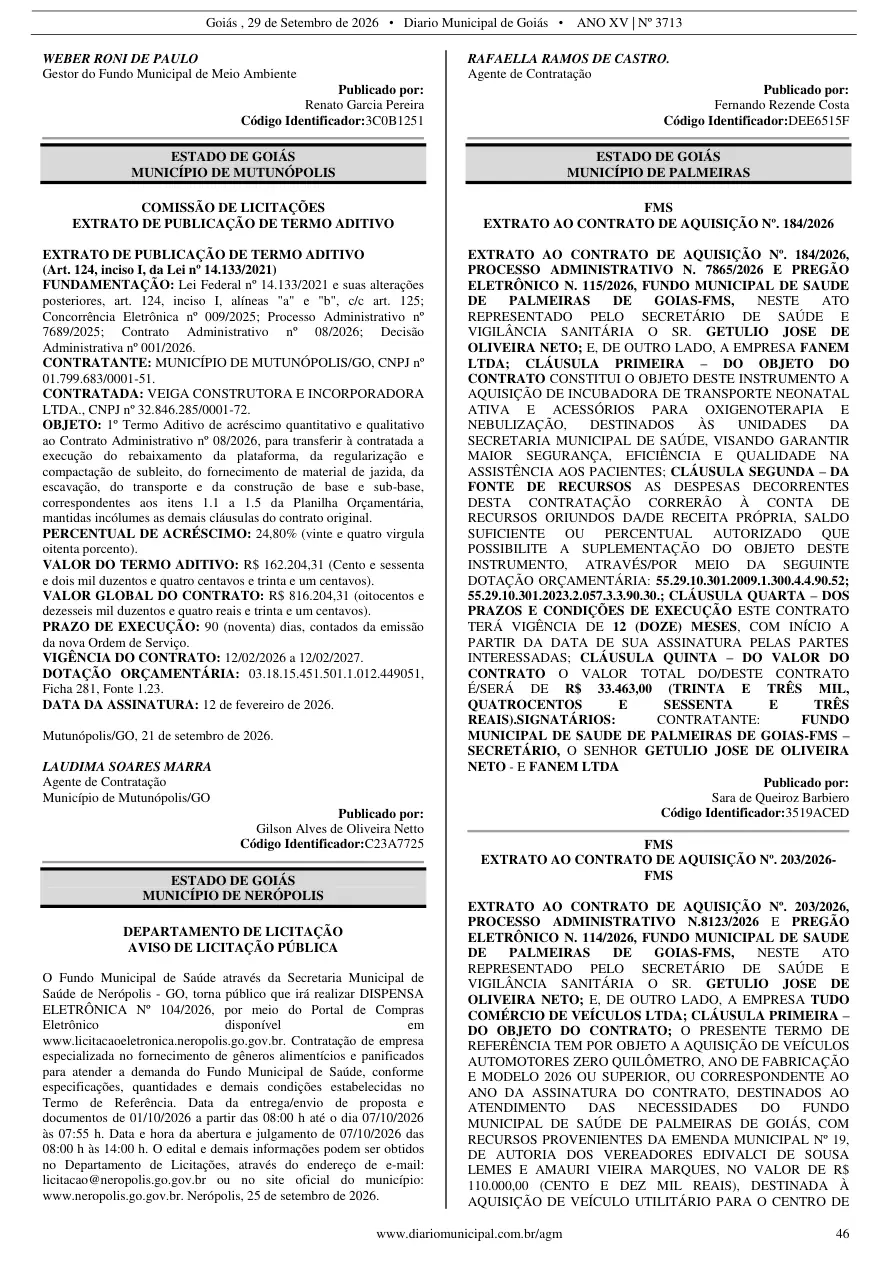 Goiás , 29 de Setembro de 2026 • Diario Municipal de Goiás • ANO XV | Nº 3713
WEBER RONI DE PAULO
Gestor do Fundo Municipal de Meio Ambiente
Publicado por:
Renato Garcia Pereira
Código Identificador:3C0B1251
ESTADO DE GOIÁS
MUNICÍPIO DE MUTUNÓPOLIS
COMISSÃO DE LICITAÇÕES
EXTRATO DE PUBLICAÇÃO DE TERMO ADITIVO
EXTRATO DE PUBLICAÇÃO DE TERMO ADITIVO
(Art. 124, inciso I, da Lei nº 14.133/2021)
FUNDAMENTAÇÃO: Lei Federal nº 14.133/2021 e suas alterações
posteriores, art. 124, inciso I, alíneas "a" e "b", c/c art. 125;
Concorrência Eletrônica nº 009/2025; Processo Administrativo nº
7689/2025; Contrato Administrativo nº 08/2026; Decisão
Administrativa nº 001/2026.
CONTRATANTE: MUNICÍPIO DE MUTUNÓPOLIS/GO, CNPJ nº
01.799.683/0001-51.
CONTRATADA: VEIGA CONSTRUTORA E INCORPORADORA
LTDA., CNPJ nº 32.846.285/0001-72.
OBJETO: 1º Termo Aditivo de acréscimo quantitativo e qualitativo
ao Contrato Administrativo nº 08/2026, para transferir à contratada a
execução do rebaixamento da plataforma, da regularização e
compactação de subleito, do fornecimento de material de jazida, da
escavação, do transporte e da construção de base e sub-base,
correspondentes aos itens 1.1 a 1.5 da Planilha Orçamentária,
mantidas incólumes as demais cláusulas do contrato original.
PERCENTUAL DE ACRÉSCIMO: 24,80% (vinte e quatro virgula
oitenta porcento).
VALOR DO TERMO ADITIVO: R$ 162.204,31 (Cento e sessenta
e dois mil duzentos e quatro centavos e trinta e um centavos).
VALOR GLOBAL DO CONTRATO: R$ 816.204,31 (oitocentos e
dezesseis mil duzentos e quatro reais e trinta e um centavos).
PRAZO DE EXECUÇÃO: 90 (noventa) dias, contados da emissão
da nova Ordem de Serviço.
VIGÊNCIA DO CONTRATO: 12/02/2026 a 12/02/2027.
DOTAÇÃO ORÇAMENTÁRIA: 03.18.15.451.501.1.012.449051,
Ficha 281, Fonte 1.23.
DATA DA ASSINATURA: 12 de fevereiro de 2026.
Mutunópolis/GO, 21 de setembro de 2026.
LAUDIMA SOARES MARRA
Agente de Contratação
Município de Mutunópolis/GO
Publicado por:
Gilson Alves de Oliveira Netto
Código Identificador:C23A7725
ESTADO DE GOIÁS
MUNICÍPIO DE NERÓPOLIS
DEPARTAMENTO DE LICITAÇÃO
AVISO DE LICITAÇÃO PÚBLICA
O Fundo Municipal de Saúde através da Secretaria Municipal de
Saúde de Nerópolis - GO, torna público que irá realizar DISPENSA
ELETRÔNICA Nº 104/2026, por meio do Portal de Compras
Eletrônico disponível em
www.licitacaoeletronica.neropolis.go.gov.br. Contratação de empresa
especializada no fornecimento de gêneros alimentícios e panificados
para atender a demanda do Fundo Municipal de Saúde, conforme
especificações, quantidades e demais condições estabelecidas no
Termo de Referência. Data da entrega/envio de proposta e
documentos de 01/10/2026 a partir das 08:00 h até o dia 07/10/2026
às 07:55 h. Data e hora da abertura e julgamento de 07/10/2026 das
08:00 h às 14:00 h. O edital e demais informações podem ser obtidos
no Departamento de Licitações, através do endereço de e-mail:
licitacao@neropolis.go.gov.br ou no site oficial do município:
www.neropolis.go.gov.br. Nerópolis, 25 de setembro de 2026.
RAFAELLA RAMOS DE CASTRO.
Agente de Contratação
Publicado por:
Fernando Rezende Costa
Código Identificador:DEE6515F
ESTADO DE GOIÁS
MUNICÍPIO DE PALMEIRAS
FMS
EXTRATO AO CONTRATO DE AQUISIÇÃO Nº. 184/2026
EXTRATO AO CONTRATO DE AQUISIÇÃO Nº. 184/2026,
PROCESSO ADMINISTRATIVO N. 7865/2026 E PREGÃO
ELETRÔNICO N. 115/2026, FUNDO MUNICIPAL DE SAUDE
DE PALMEIRAS DE GOIAS-FMS, NESTE ATO
REPRESENTADO PELO SECRETÁRIO DE SAÚDE E
VIGILÂNCIA SANITÁRIA O SR. GETULIO JOSE DE
OLIVEIRA NETO; E, DE OUTRO LADO, A EMPRESA FANEM
LTDA; CLÁUSULA PRIMEIRA – DO OBJETO DO
CONTRATO CONSTITUI O OBJETO DESTE INSTRUMENTO A
AQUISIÇÃO DE INCUBADORA DE TRANSPORTE NEONATAL
ATIVA E ACESSÓRIOS PARA OXIGENOTERAPIA E
NEBULIZAÇÃO, DESTINADOS ÀS UNIDADES DA
SECRETARIA MUNICIPAL DE SAÚDE, VISANDO GARANTIR
MAIOR SEGURANÇA, EFICIÊNCIA E QUALIDADE NA
ASSISTÊNCIA AOS PACIENTES; CLÁUSULA SEGUNDA – DA
FONTE DE RECURSOS AS DESPESAS DECORRENTES
DESTA CONTRATAÇÃO CORRERÃO À CONTA DE
RECURSOS ORIUNDOS DA/DE RECEITA PRÓPRIA, SALDO
SUFICIENTE OU PERCENTUAL AUTORIZADO QUE
POSSIBILITE A SUPLEMENTAÇÃO DO OBJETO DESTE
INSTRUMENTO, ATRAVÉS/POR MEIO DA SEGUINTE
DOTAÇÃO ORÇAMENTÁRIA: 55.29.10.301.2009.1.300.4.4.90.52;
55.29.10.301.2023.2.057.3.3.90.30.; CLÁUSULA QUARTA – DOS
PRAZOS E CONDIÇÕES DE EXECUÇÃO ESTE CONTRATO
TERÁ VIGÊNCIA DE 12 (DOZE) MESES, COM INÍCIO A
PARTIR DA DATA DE SUA ASSINATURA PELAS PARTES
INTERESSADAS; CLÁUSULA QUINTA – DO VALOR DO
CONTRATO O VALOR TOTAL DO/DESTE CONTRATO
É/SERÁ DE R$ 33.463,00 (TRINTA E TRÊS MIL,
QUATROCENTOS E SESSENTA E TRÊS
REAIS).SIGNATÁRIOS: CONTRATANTE: FUNDO
MUNICIPAL DE SAUDE DE PALMEIRAS DE GOIAS-FMS –
SECRETÁRIO, O SENHOR GETULIO JOSE DE OLIVEIRA
NETO - E FANEM LTDA
Publicado por:
Sara de Queiroz Barbiero
Código Identificador:3519ACED
FMS
EXTRATO AO CONTRATO DE AQUISIÇÃO Nº. 203/2026-
FMS
EXTRATO AO CONTRATO DE AQUISIÇÃO Nº. 203/2026,
PROCESSO ADMINISTRATIVO N.8123/2026 E PREGÃO
ELETRÔNICO N. 114/2026, FUNDO MUNICIPAL DE SAUDE
DE PALMEIRAS DE GOIAS-FMS, NESTE ATO
REPRESENTADO PELO SECRETÁRIO DE SAÚDE E
VIGILÂNCIA SANITÁRIA O SR. GETULIO JOSE DE
OLIVEIRA NETO; E, DE OUTRO LADO, A EMPRESA TUDO
COMÉRCIO DE VEÍCULOS LTDA; CLÁUSULA PRIMEIRA –
DO OBJETO DO CONTRATO; O PRESENTE TERMO DE
REFERÊNCIA TEM POR OBJETO A AQUISIÇÃO DE VEÍCULOS
AUTOMOTORES ZERO QUILÔMETRO, ANO DE FABRICAÇÃO
E MODELO 2026 OU SUPERIOR, OU CORRESPONDENTE AO
ANO DA ASSINATURA DO CONTRATO, DESTINADOS AO
ATENDIMENTO DAS NECESSIDADES DO FUNDO
MUNICIPAL DE SAÚDE DE PALMEIRAS DE GOIÁS, COM
RECURSOS PROVENIENTES DA EMENDA MUNICIPAL Nº 19,
DE AUTORIA DOS VEREADORES EDIVALCI DE SOUSA
LEMES E AMAURI VIEIRA MARQUES, NO VALOR DE R$
110.000,00 (CENTO E DEZ MIL REAIS), DESTINADA À
AQUISIÇÃO DE VEÍCULO UTILITÁRIO PARA O CENTRO DE
www.diariomunicipal.com.br/agm
46